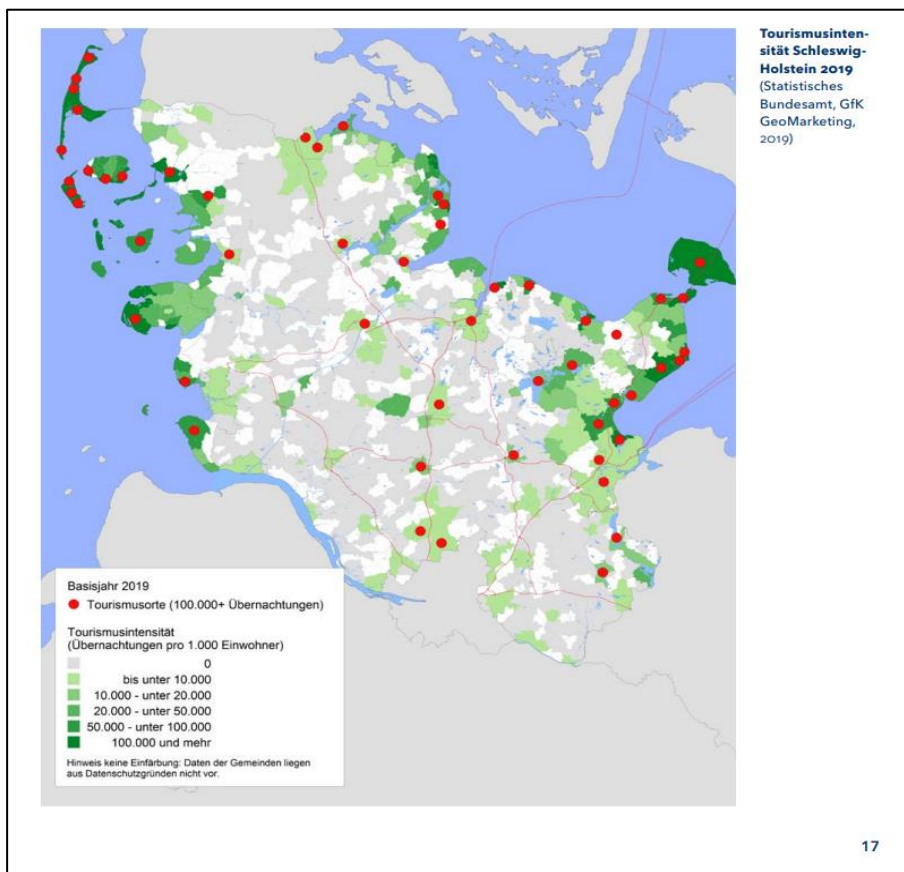 Tourismusinten-
sität Schleswig-
Holstein 2019
(Statistisches
Bundesamt, GfK
GeoMarketing,
2019)
Basisjahr 2019
Tourismusorte (100.000+ Übernachtungen)
Tourismusintensität
(Übernachtungen pro 1.000 Einwohner)
0
bis unter 10.000
10.000 - unter 20.000
20.000 - unter 50.000
50.000 - unter 100.000
100.000 und mehr
Hinweis keine Einfärbung: Daten der Gemeinden liegen
aus Datenschutzgründen nicht vor.
17